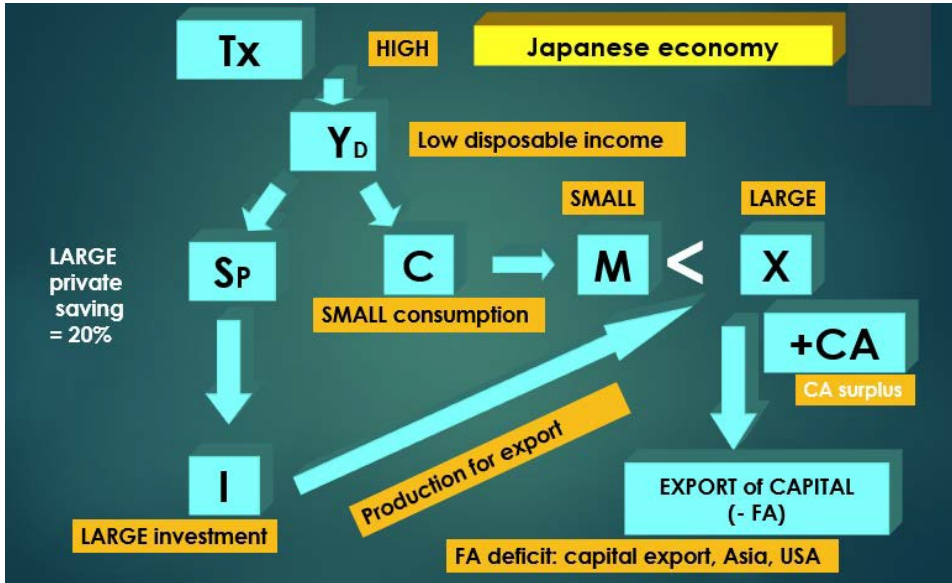 Tx
HIGH
Japanese economy
YD
Low disposable income
SMALL
LARGE
LARGE
private
saving
= 20%
SP
C
M
<
X
SMALL consumption
+CA
CA surplus
Production for export
I
LARGE investment
EXPORT of CAPITAL
(- FA)
FA deficit: capital export, Asia, USA